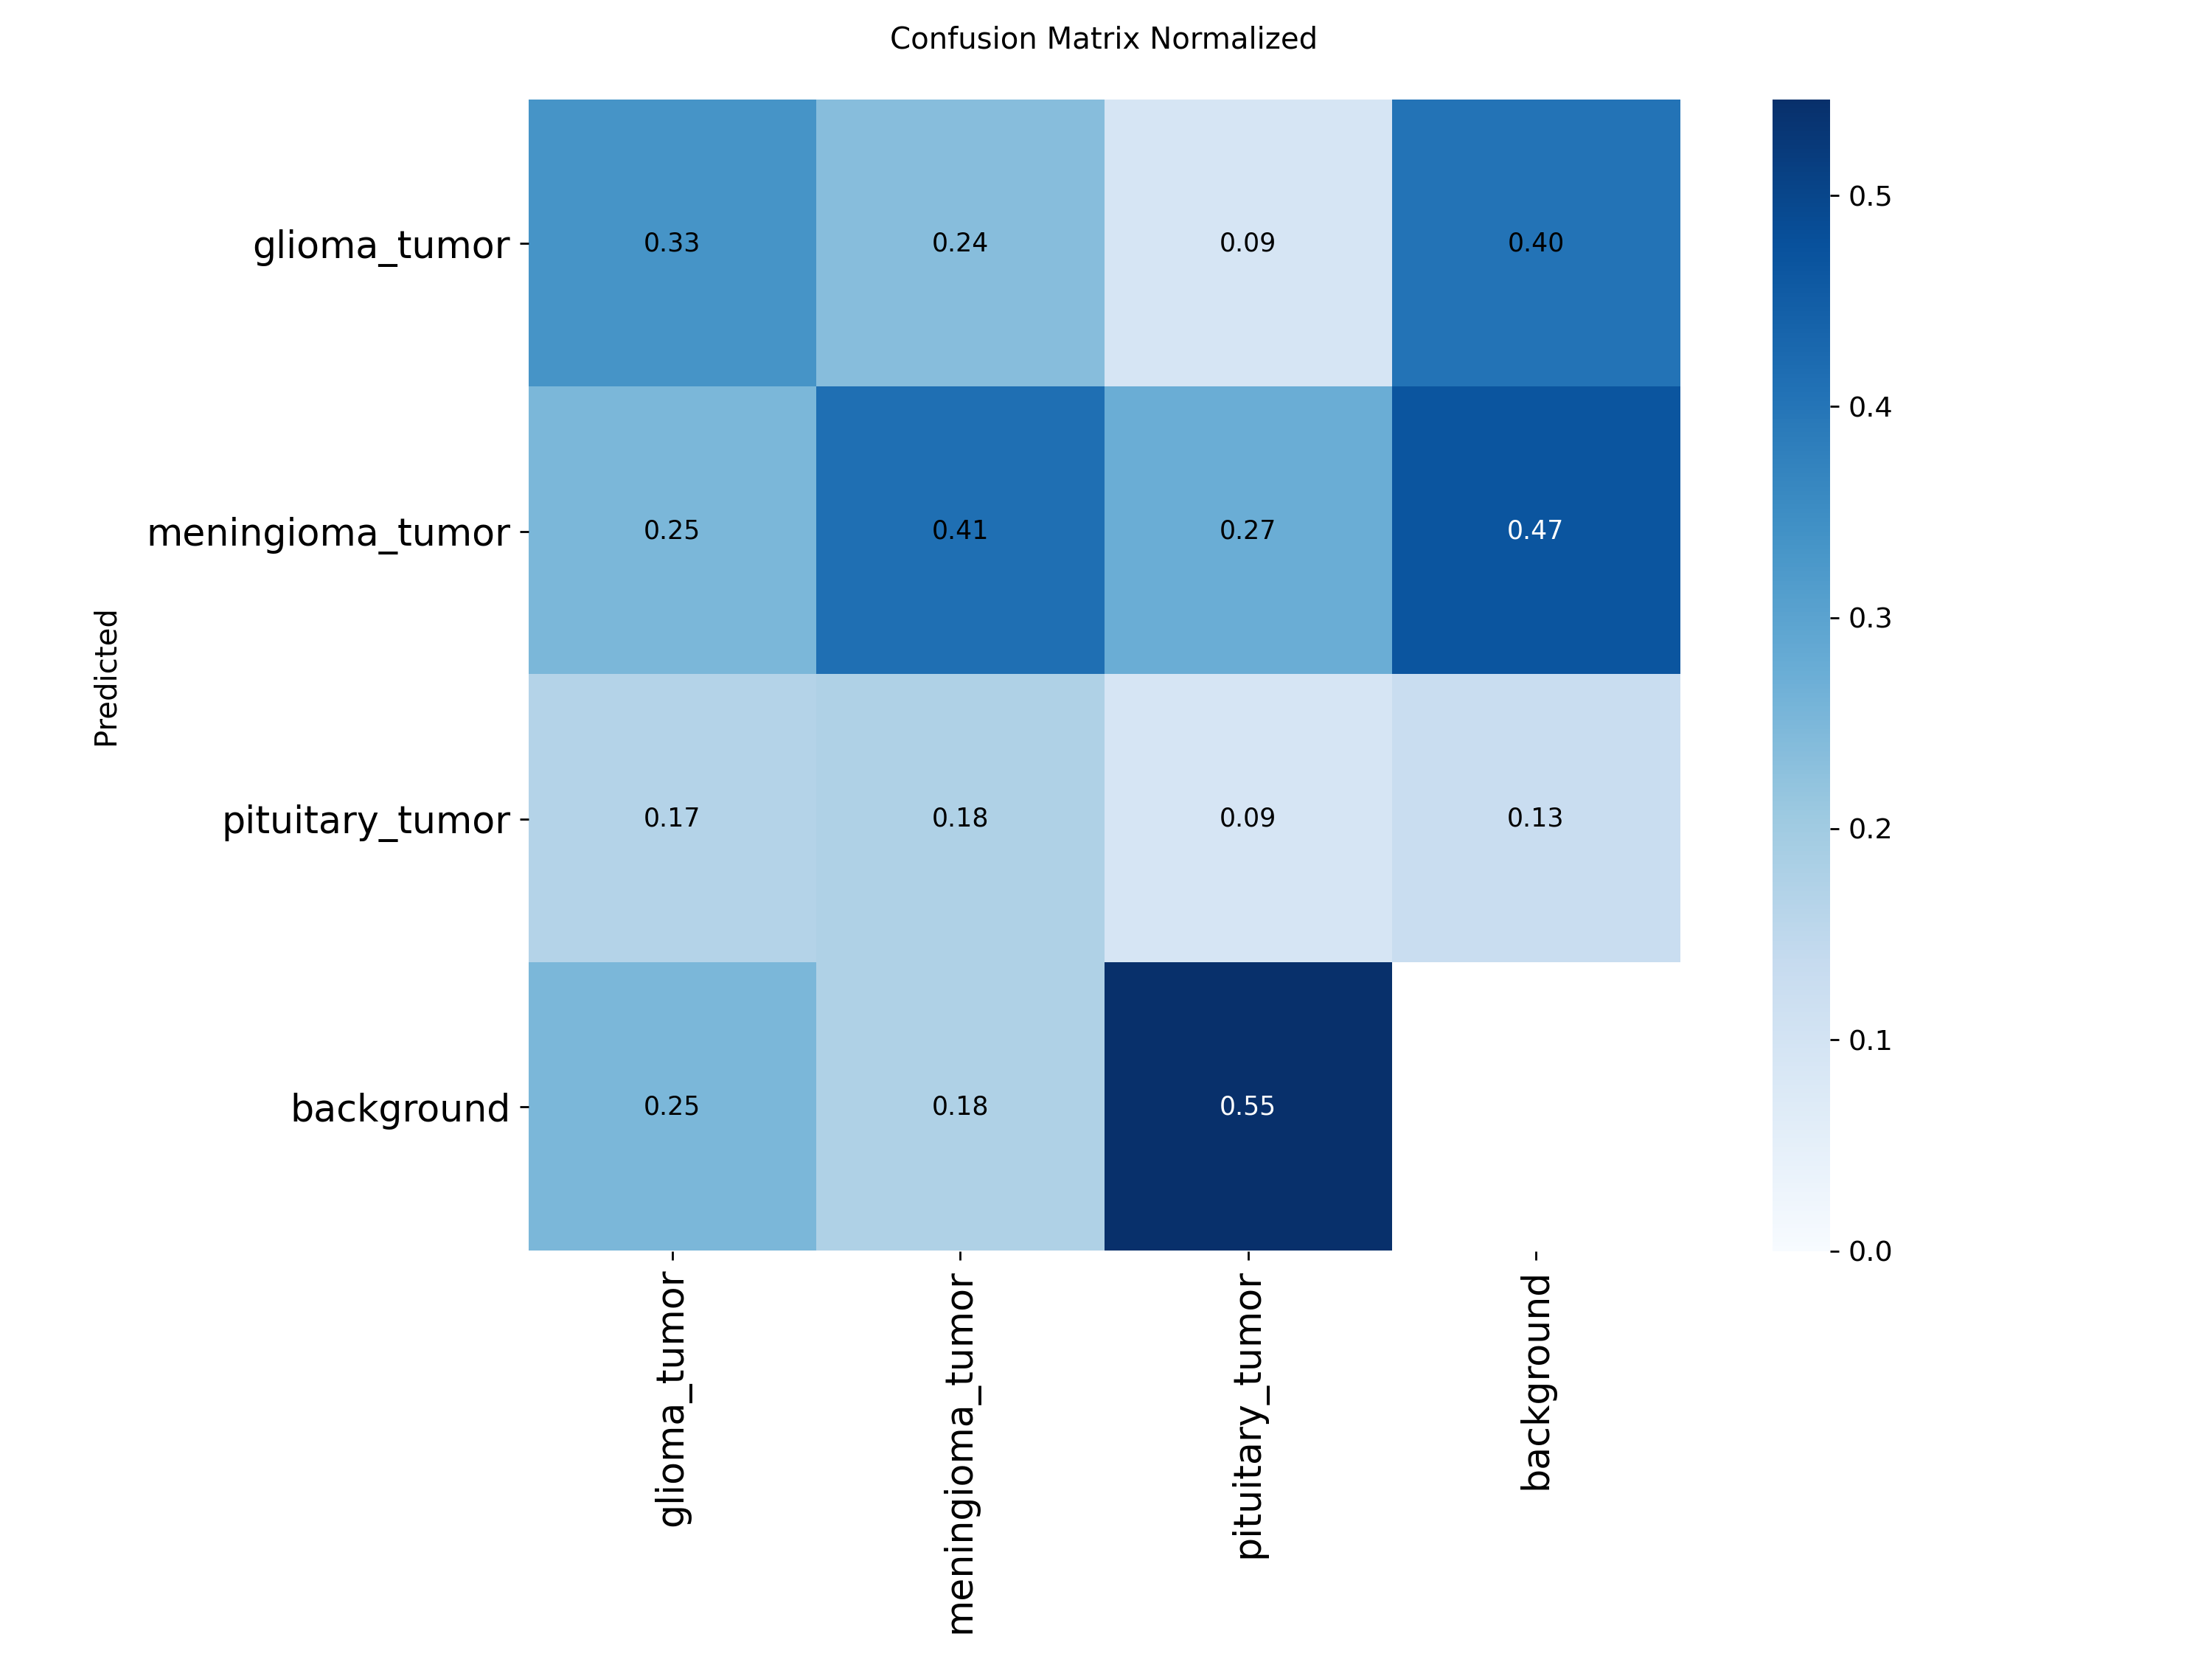 Confusion Matrix Normalized
Predicted
glioma_tumor 0.33 0.24 0.09 0.40
meningioma_tumor 0.25 0.41 0.27 0.47
pituitary_tumor 0.17 0.18 0.09 0.13
background 0.25 0.18 0.55
glioma_tumor
meningioma_tumor
pituitary_tumor
background
0.5
0.4
0.3
0.2
0.1
0.0